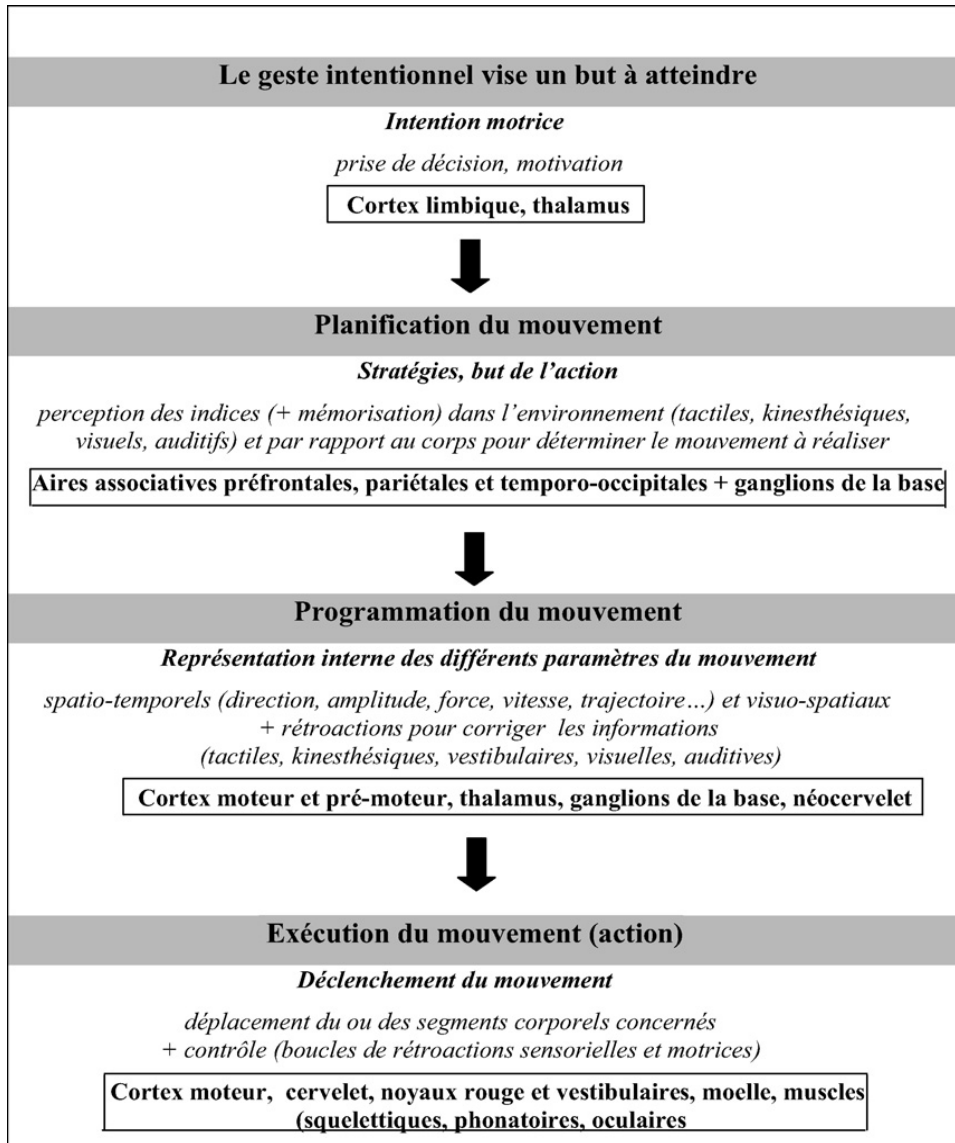 Le geste intentionnel vise un but à atteindre
Intention motrice
prise de décision, motivation
Cortex limbique, thalamus
Planification du mouvement
Stratégies, but de l'action
perception des indices (+ mémorisation) dans l'environnement (tactiles, kinesthésiques,
visuels, auditifs) et par rapport au corps pour déterminer le mouvement à réaliser
Aires associatives préfrontales, pariétales et temporo-occipitales + ganglions de la base
Programmation du mouvement
Représentation interne des différents paramètres du mouvement
spatio-temporels (direction, amplitude, force, vitesse, trajectoire…) et visuo-spatiaux
+ rétroactions pour corriger les informations
(tactiles, kinesthésiques, vestibulaires, visuelles, auditives)
Cortex moteur et pré-moteur, thalamus, ganglions de la base, néocervelet
Exécution du mouvement (action)
Déclenchement du mouvement
déplacement du ou des segments corporels concernés
+ contrôle (boucles de rétroactions sensorielles et motrices)
Cortex moteur, cervelet, noyaux rouge et vestibulaires, moelle, muscles
(squelettiques, phonatoires, oculaires